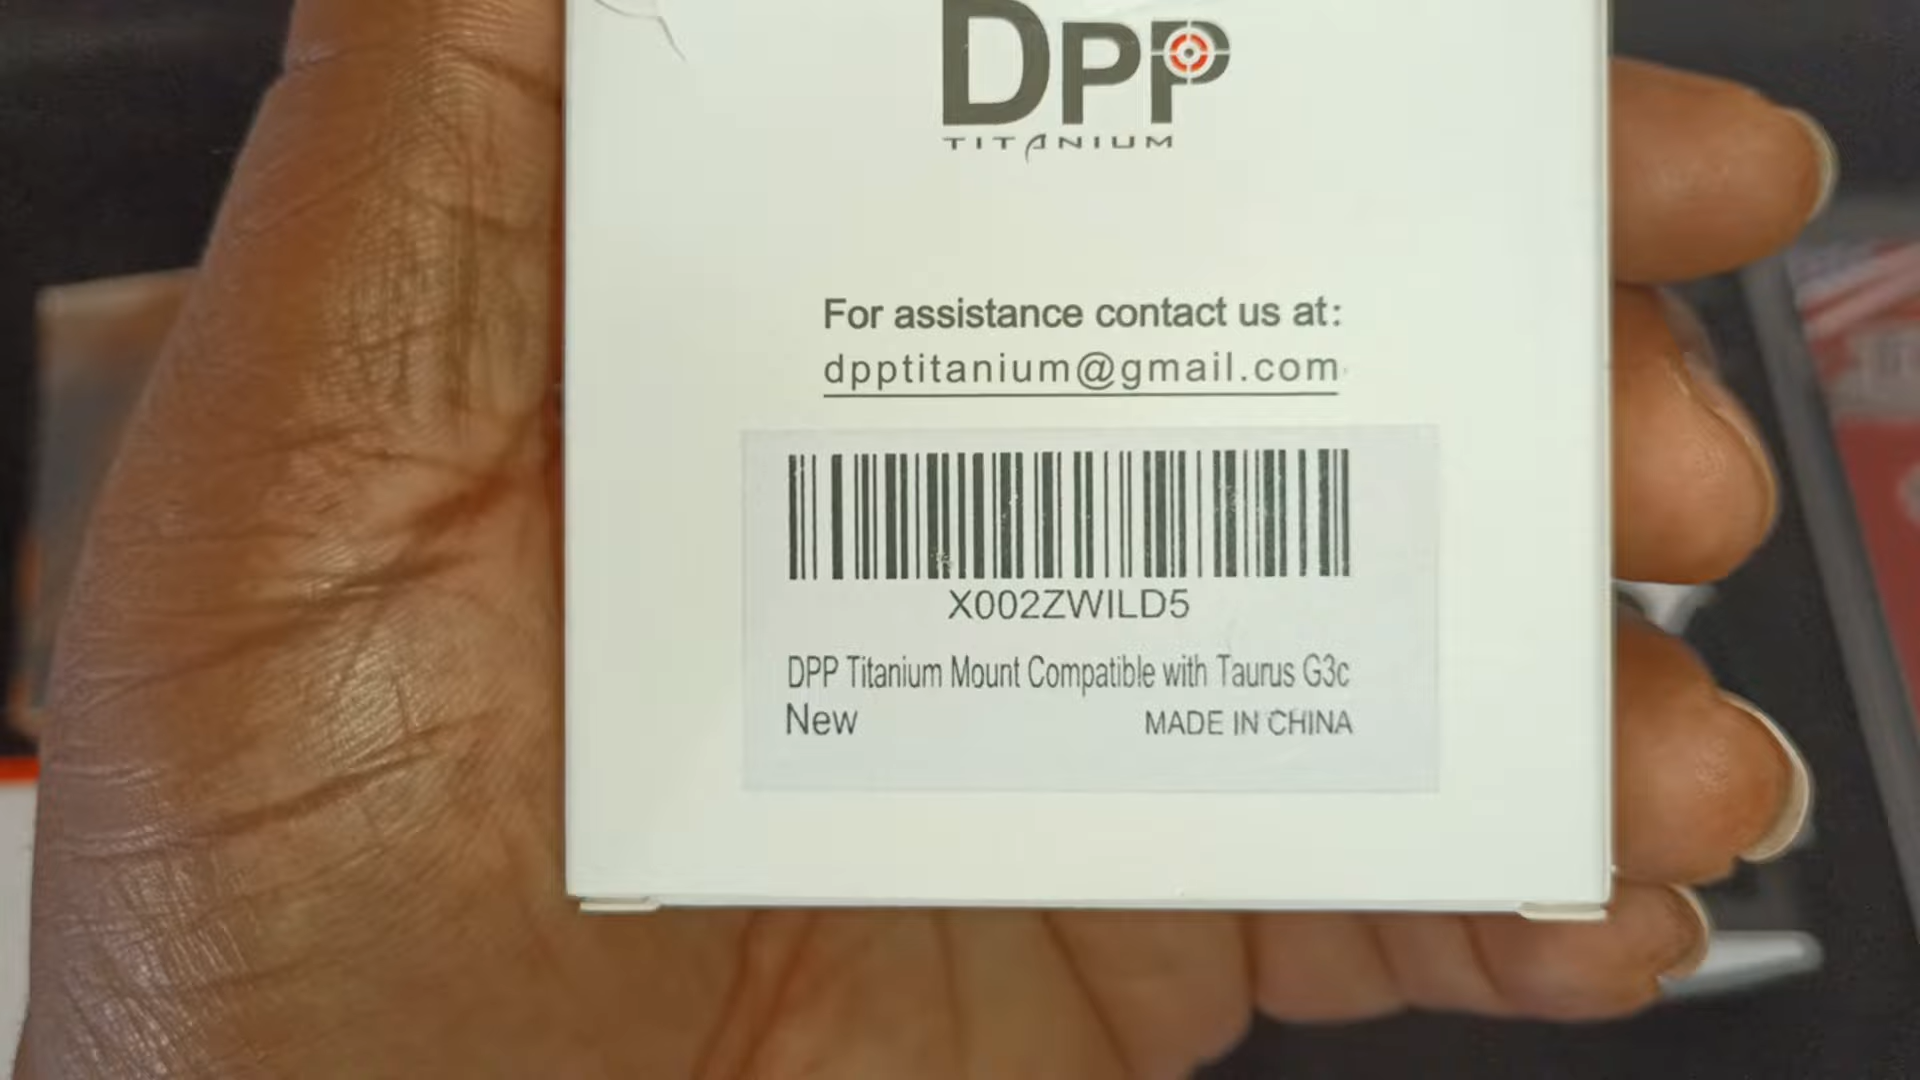 DPP
TITANIUM
For assistance contact us at:
dpptitanium@gmail.com
X002ZWILD5
DPP Titanium Mount Compatible with Taurus G3c
New MADE IN CHINA